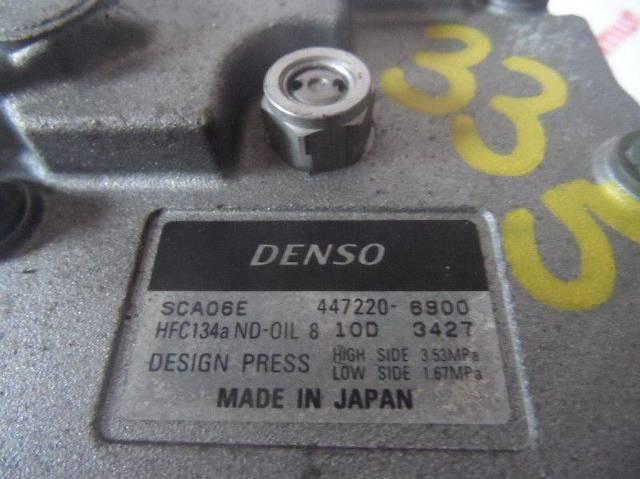 335
DENSO
SCA06E 447220-6900
HFC134a ND-OIL 8 10D 3427
DESIGN PRESS HIGH SIDE 3.53MPa
LOW SIDE 1.67MPa
MADE IN JAPAN